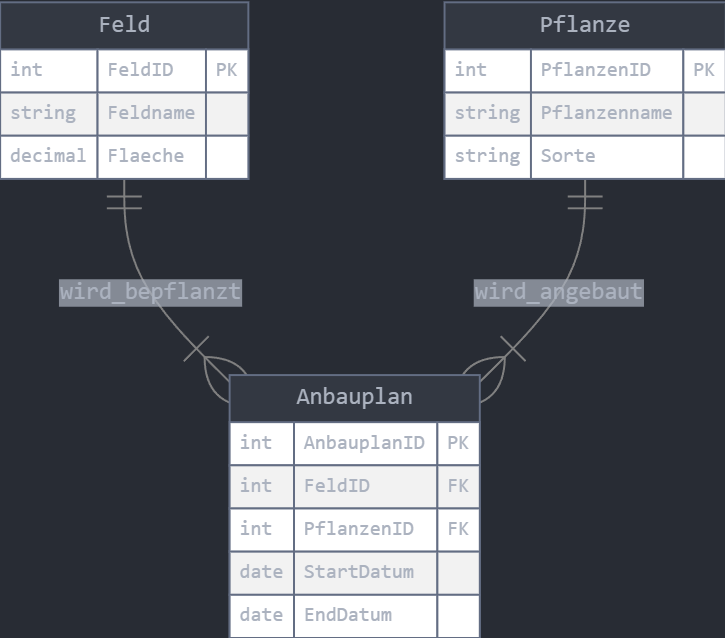 Feld
int FeldID PK
string Feldname
decimal Flaeche
Pflanze
int PflanzenID PK
string Pflanzenname
string Sorte
wird_bepflanzt
wird_angebaut
Anbauplan
int AnbauplanID PK
int FeldID FK
int PflanzenID FK
date StartDatum
date EndDatum